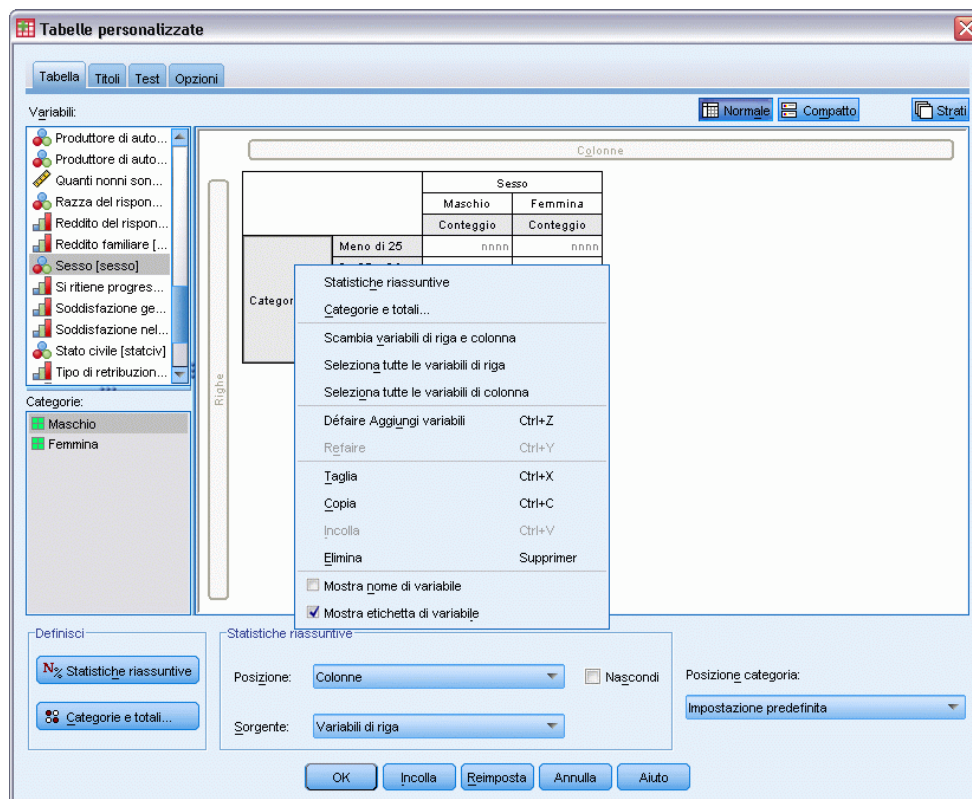 Tabelle personalizzate
Tabella Titoli Test Opzioni
Variabili:
Normale Compatto Strati
Produttore di auto...
Produttore di auto...
Quanti nonni son...
Razza del rispon...
Reddito del rispon...
Reddito familiare [...
Sesso [sesso]
Si ritiene progres...
Soddisfazione ge...
Soddisfazione nel...
Stato civile [statciv]
Tipo di retribuzion...
Categorie:
Maschio
Femmina
Colonne
Righe
Sesso
Maschio Femmina
Conteggio Conteggio
Meno di 25 nnnn nnnn
Categor
Statistiche riassuntive
Categorie e totali...
Scambia variabili di riga e colonna
Seleziona tutte le variabili di riga
Seleziona tutte le variabili di colonna
Défaire Aggiungi variabili Ctrl+Z
Refaire Ctrl+Y
Taglia Ctrl+X
Copia Ctrl+C
Incolla Ctrl+V
Elimina Supprimer
Mostra nome di variabile
Mostra etichetta di variabile
Definisci
N% Statistiche riassuntive
Categorie e totali...
Statistiche riassuntive
Posizione: Colonne Nascondi
Sorgente: Variabili di riga
Posizione categoria:
Impostazione predefinita
OK Incolla Reimposta Annulla Aiuto